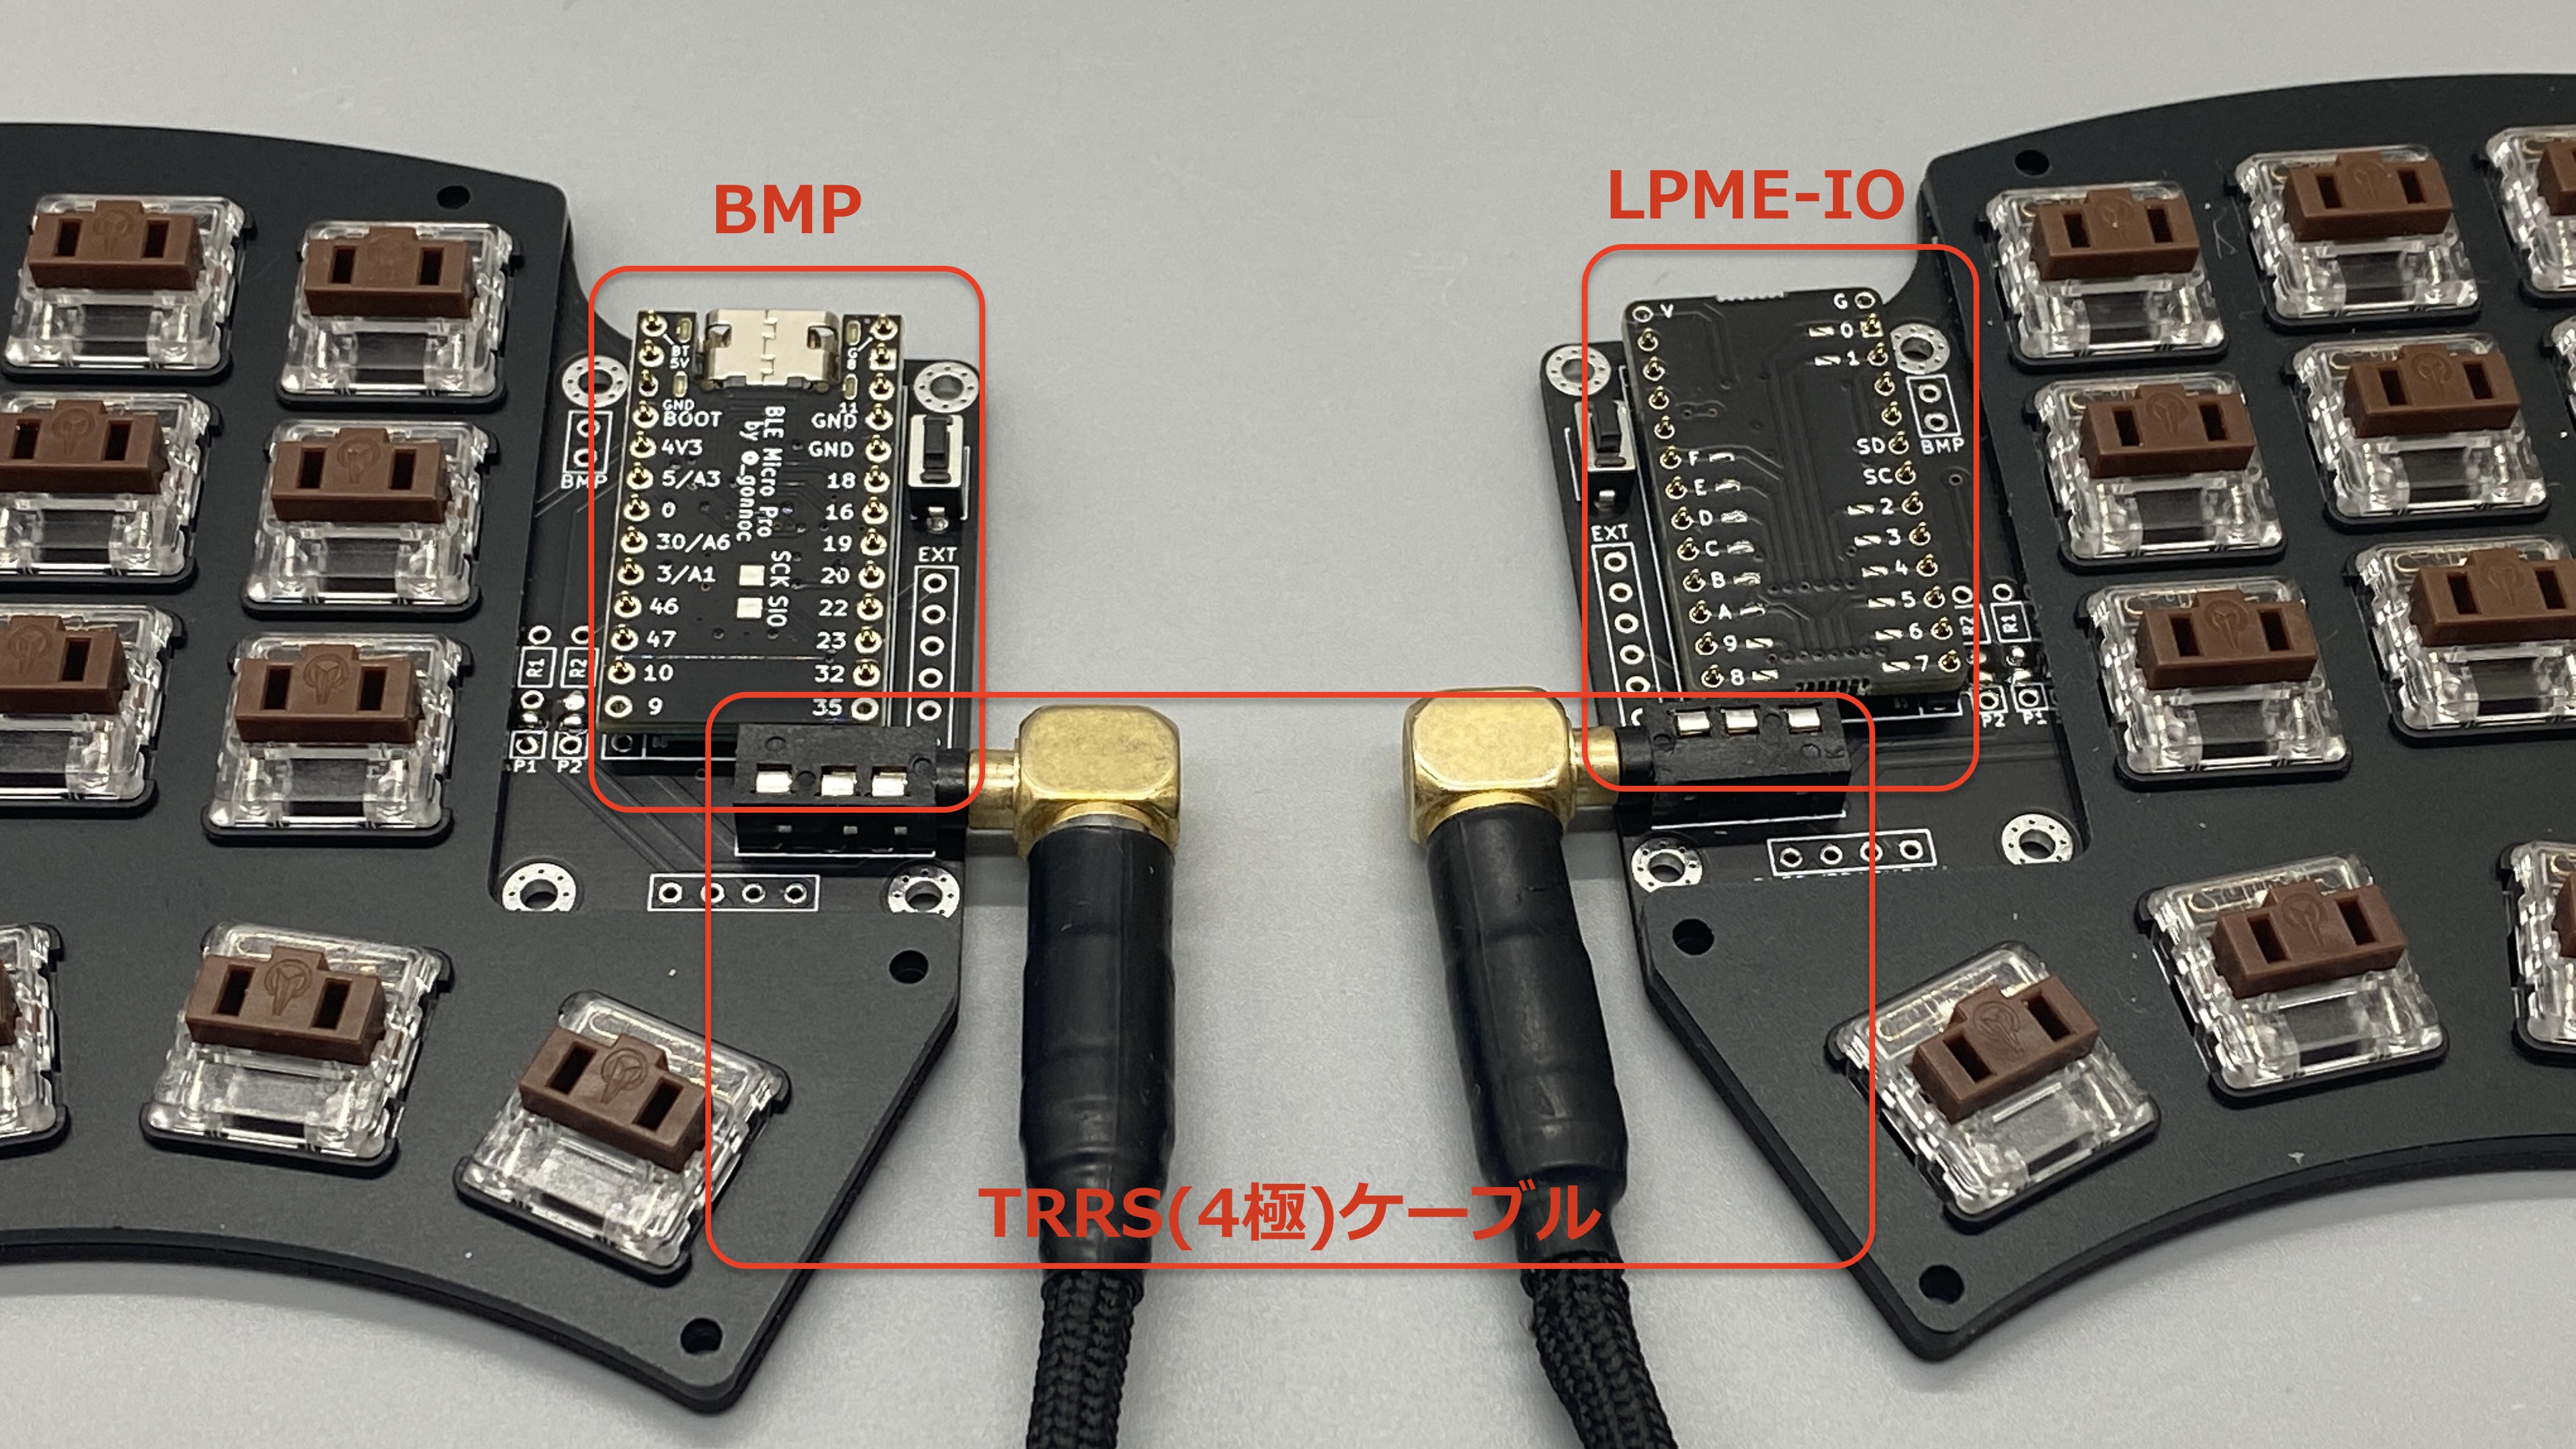 BMP
LPME-IO
BT
5V
GND
BOOT
4V3
5/A3
0
30/A6
3/A1
46
47
10
9
BLE Micro Pro
by @_gonnoc
SCK SIO
G
8
11
GND
GND
18
16
19
20
22
23
32
35
BMP
EXT
R1
R2
P1
P2
V
F
E
D
C
B
A
9
8
G
0
1
SD
SC
2
3
4
5
6
7
BMP
EXT
R2
R1
P2
P1
TRRS(4極)ケーブル